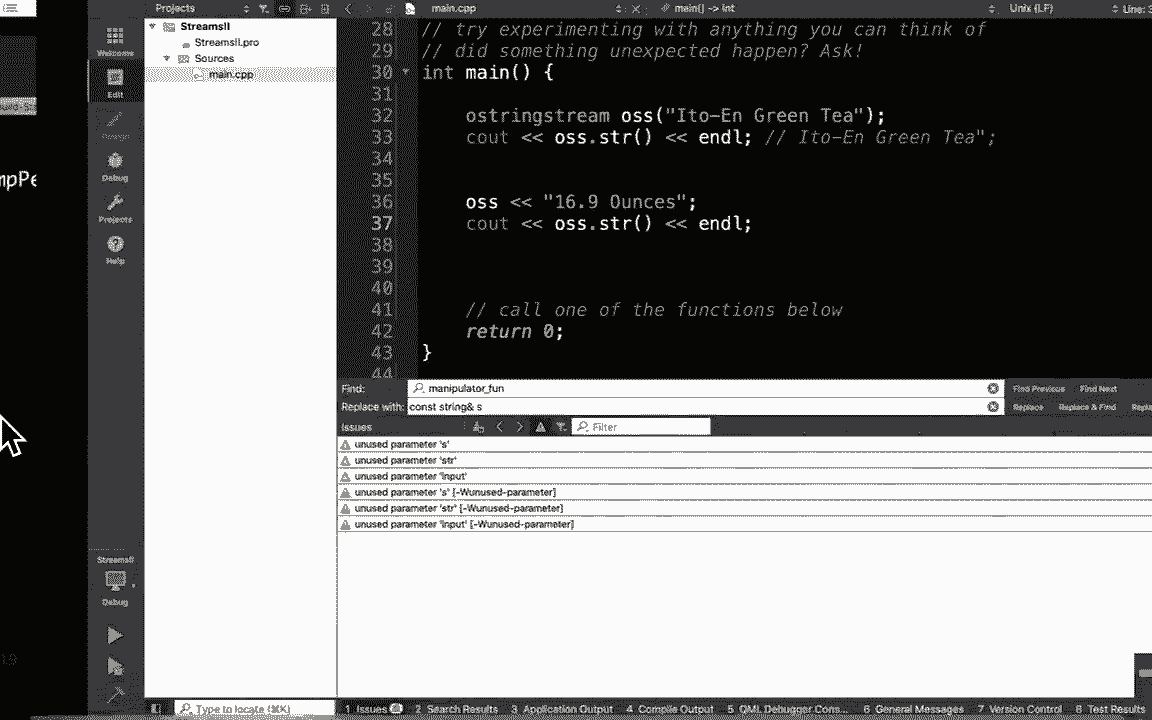 Projects
main.cpp
main() -> int
Unix (LF)
Line: 3
Welcome
Edit
Debug
Projects
Help
Streamsll
Debug
Streamsll
Streamsll.pro
Sources
main.cpp
28 // try experimenting with anything you can think of
29 // did something unexpected happen? Ask!
30 int main() {
31
32 ostringstream oss("Ito-En Green Tea");
33 cout << oss.str() << endl; // Ito-En Green Tea";
34
35
36 oss << "16.9 Ounces";
37 cout << oss.str() << endl;
38
39
40
41 // call one of the functions below
42 return 0;
43 }
44
Find: manipulator_fun Find Previous Find Next
Replace with: const string& s Replace Replace & Find
Issues Filter
unused parameter 's'
unused parameter 'str'
unused parameter 'input'
unused parameter 's' [-Wunused-parameter]
unused parameter 'str' [-Wunused-parameter]
unused parameter 'input' [-Wunused-parameter]
Type to locate (⌘K) 1 Issues 2 Search Results 3 Application Output 4 Compile Output 5 QML Debugger Cons... 6 General Messages 7 Version Control 8 Test Results